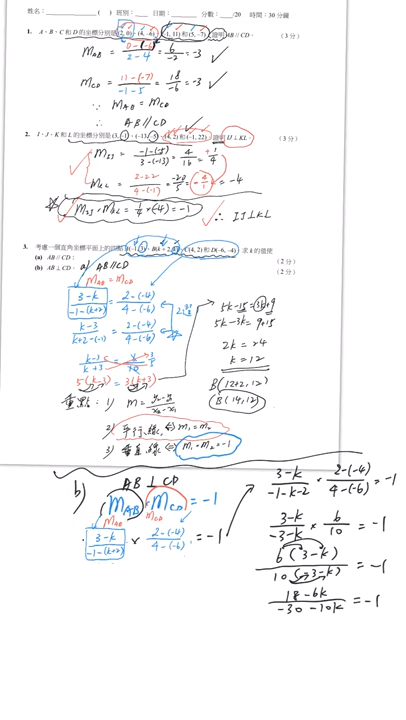 姓名：________ ( ) 班別：____ 日期：________ 分數：____/20 時間：30 分鐘
1. A、B、C 和 D 的坐標分別是 (2, 0)、(4, -6)、(1, 11) 和 (5, -7)，證明 AB // CD。 (3 分)
= 6/-2 = -3
m_CD = 11-(-7)/-1-5 = 18/-6 = -3
∵ m_AB = m_CD
∴ AB // CD
2. I、J、K 和 L 的坐標分別是 (3, -1)、(-13, -5)、(4, 2) 和 (-1, 22)，證明 IJ ⊥ KL。 (3 分)
m_IJ = -1-(-5)/3-(-13) = 4/16 = 1/4
m_KL = 2-22/4-(-1) = -20/5 = -4/1 = -4
m_IJ × m_KL = 1/4 × (-4) = -1
∴ IJ ⊥ KL
3. 考慮一個直角坐標平面上的四點 A(-1, 3)、B(k + 2, k)、C(4, 2) 和 D(-6, -4)。求 k 的值使
(a) AB // CD； (2 分)
(b) AB ⊥ CD。 (2 分)
a) AB // CD
m_AB = m_CD
3-k/-1-(k+2) = 2-(-4)/4-(-6)
k-3/k+2-(-1) = 2-(-4)/4-(-6)
5(k-3) = 3(k+3)
5k-15 = 3k+9
5k-3k = 9+15
2k = 24
k = 12
B(12+2, 12)
B(14, 12)
重點：1) m = y₂-y₁/x₂-x₁
2) 平行線 ⇔ m₁ = m₂
3) 垂直線 ⇔ m₁ × m₂ = -1
b) AB ⊥ CD
m_AB × m_CD = -1
m_AB m_CD
3-k/-1-(k+2) × 2-(-4)/4-(-6) = -1
3-k/-1-k-2 × 2-(-4)/4-(-6) = -1
3-k/-3-k × 6/10 = -1
6(3-k)/10(-3-k) = -1
18-6k/-30-10k = -1